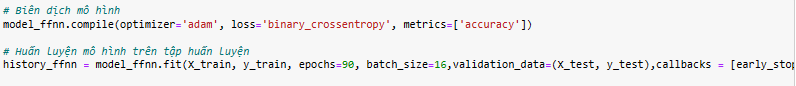 # Biên dịch mô hình
model_ffnn.compile(optimizer='adam', loss='binary_crossentropy', metrics=['accuracy'])
# Huấn luyện mô hình trên tập huấn luyện
history_ffnn = model_ffnn.fit(X_train, y_train, epochs=90, batch_size=16,validation_data=(X_test, y_test),callbacks = [early_stop